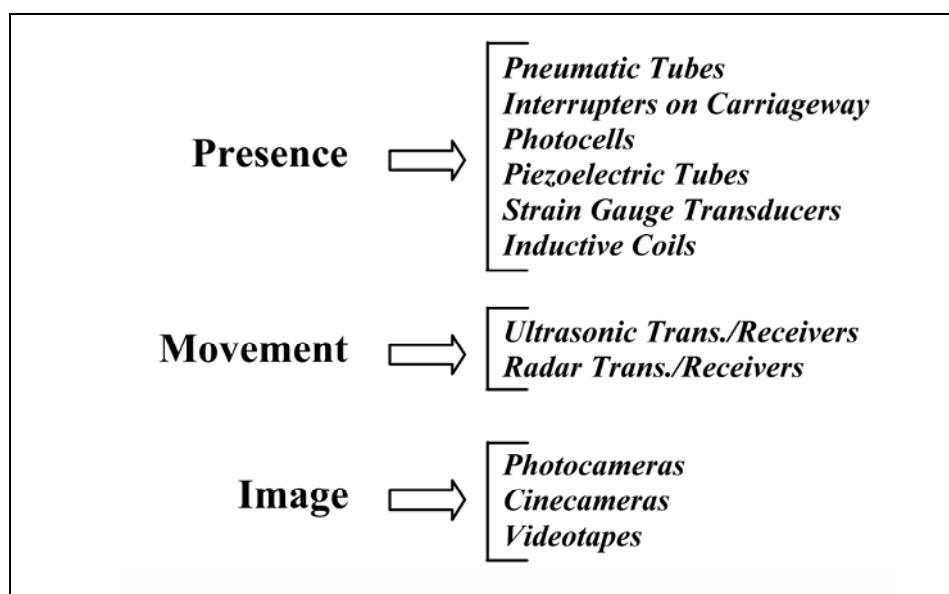 Presence
Pneumatic Tubes
Interrupters on Carriageway
Photocells
Piezoelectric Tubes
Strain Gauge Transducers
Inductive Coils
Movement
Ultrasonic Trans./Receivers
Radar Trans./Receivers
Image
Photocameras
Cinecameras
Videotapes